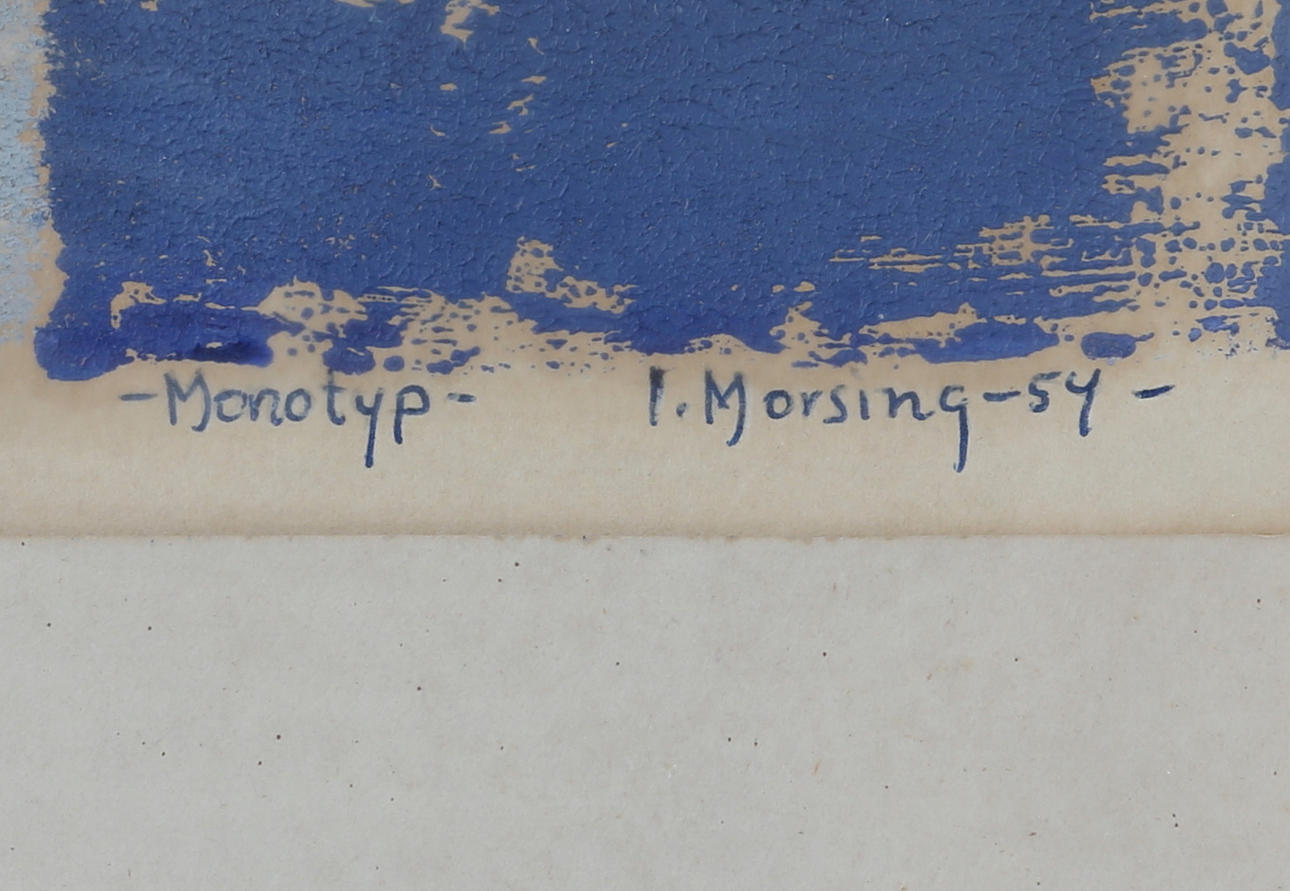 -Monotyp- I. Morsing-54-